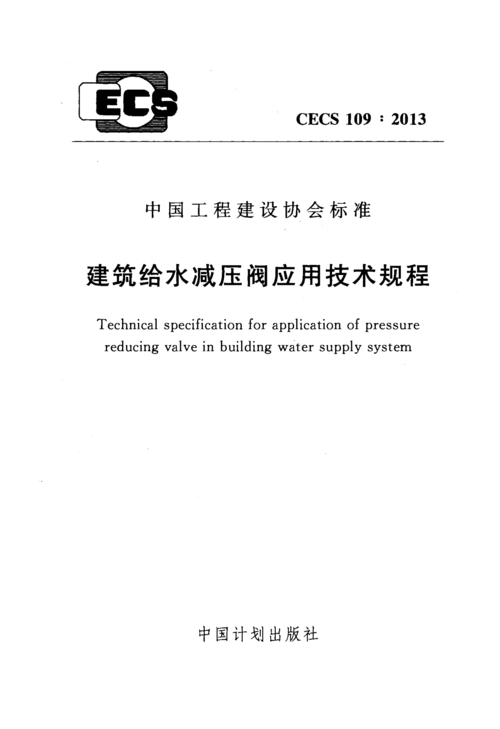 ECS
CECS 109：2013
中国工程建设协会标准
建筑给水减压阀应用技术规程
Technical specification for application of pressure
reducing valve in building water supply system
中国计划出版社